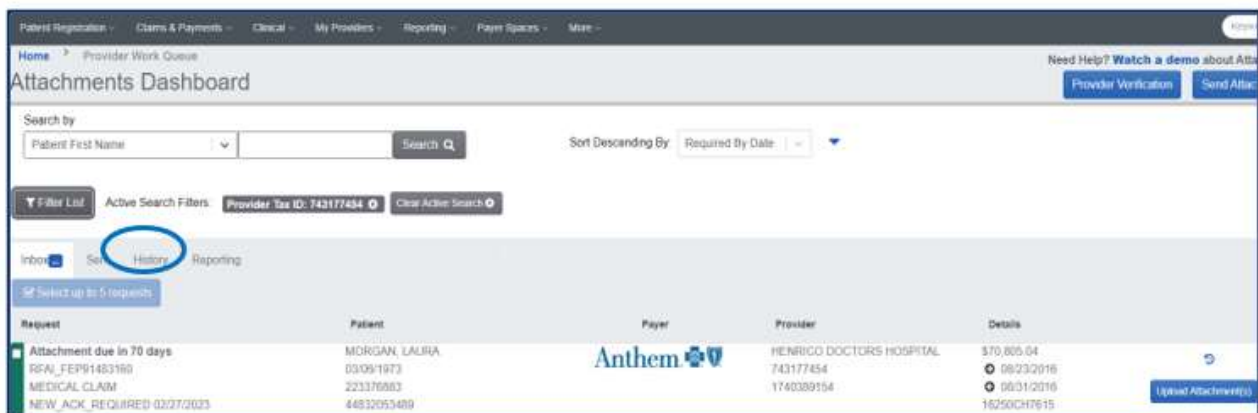 Patient Registration Claims & Payments Clinical My Providers Reporting Payer Spaces More
Home > Provider Work Queue
Need Help? Watch a demo about Atta
Attachments Dashboard
Provider Verification Send Attac
Search by
Patient First Name Search
Sort Descending By Required By Date
Filter List Active Search Filters: Provider Tax ID: 743177454 Clear Active Search
Inbox History Reporting
Select up to 5 requests
Request Patient Payer Provider Details
Attachment due in 70 days MORGAN, LAURA Anthem HENRICO DOCTORS HOSPITAL $70,805.04
RFAI_FEP91483160 03/06/1973 743177454 08/23/2016
MEDICAL CLAIM 223376883 1740389154 08/31/2016
Upload Attachment(s)
NEW_ACK_REQUIRED 02/27/2023 44832053489 16250CH7615